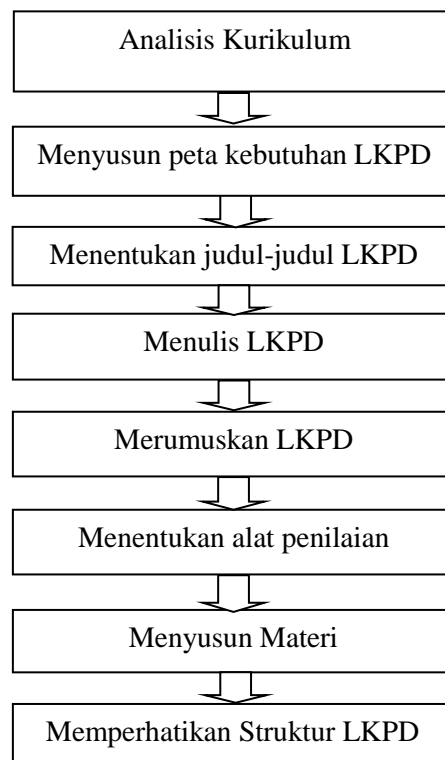 Analisis Kurikulum
Menyusun peta kebutuhan LKPD
Menentukan judul-judul LKPD
Menulis LKPD
Merumuskan LKPD
Menentukan alat penilaian
Menyusun Materi
Memperhatikan Struktur LKPD